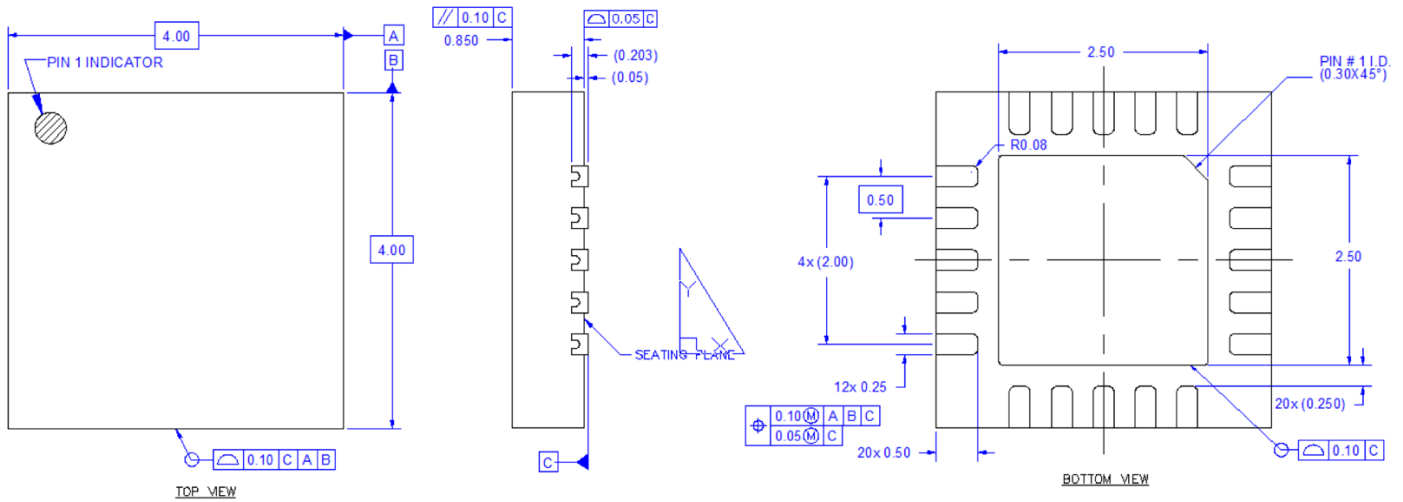 4.00
A
B
PIN 1 INDICATOR
4.00
0.10 C A B
TOP VIEW
// 0.10 C
0.850
0.05 C
(0.203)
(0.05)
Y
X
SEATING PLANE
C
2.50
PIN # 1 I.D.
(0.30X45°)
R0.08
0.50
4x (2.00)
2.50
12x 0.25
0.10 Ⓜ A B C
0.05 Ⓜ C
20x 0.50
20x (0.250)
0.10 C
BOTTOM VIEW